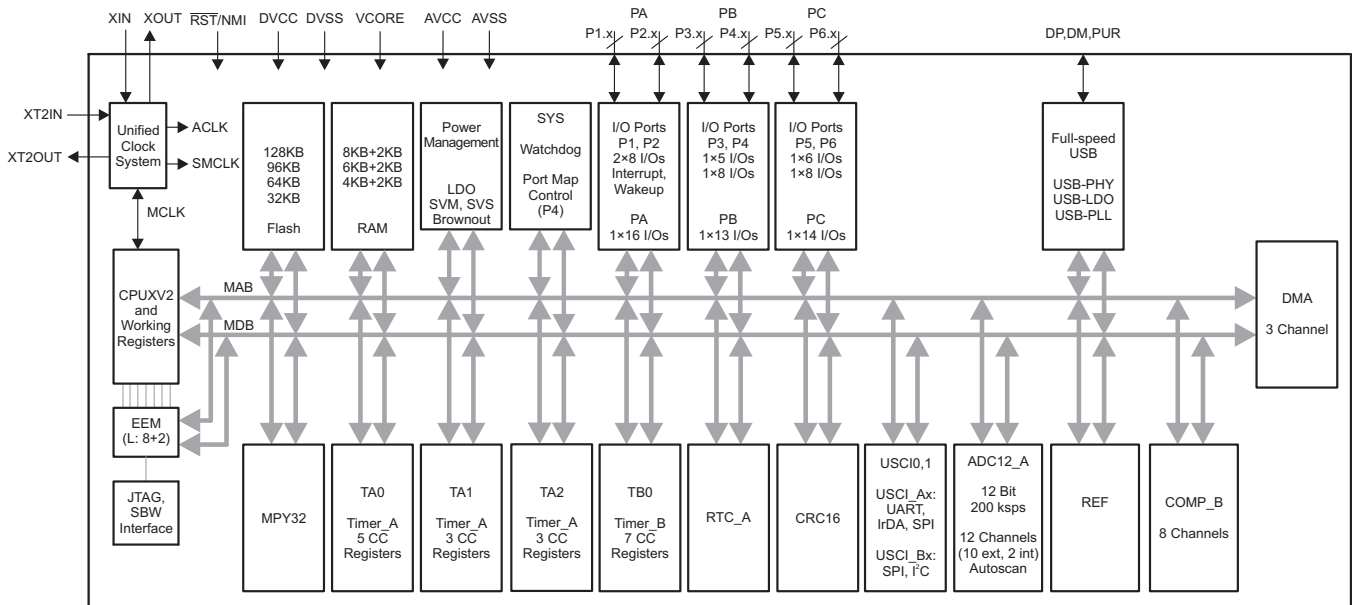 XIN
XOUT
RST/NMI
DVCC
DVSS
VCORE
AVCC
AVSS
PA
PB
PC
P1.x
P2.x
P3.x
P4.x
P5.x
P6.x
DP,DM,PUR
XT2IN
XT2OUT
Unified
Clock
System
ACLK
SMCLK
MCLK
128KB
96KB
64KB
32KB
Flash
8KB+2KB
6KB+2KB
4KB+2KB
RAM
Power
Management
LDO
SVM, SVS
Brownout
SYS
Watchdog
Port Map
Control
(P4)
I/O Ports
P1, P2
2×8 I/Os
Interrupt,
Wakeup
PA
1×16 I/Os
I/O Ports
P3, P4
1×5 I/Os
1×8 I/Os
PB
1×13 I/Os
I/O Ports
P5, P6
1×6 I/Os
1×8 I/Os
PC
1×14 I/Os
Full-speed
USB
USB-PHY
USB-LDO
USB-PLL
CPUXV2
and
Working
Registers
MAB
MDB
DMA
3 Channel
EEM
(L: 8+2)
JTAG,
SBW
Interface
MPY32
TA0
Timer_A
5 CC
Registers
TA1
Timer_A
3 CC
Registers
TA2
Timer_A
3 CC
Registers
TB0
Timer_B
7 CC
Registers
RTC_A
CRC16
USCI0,1
USCI_Ax:
UART,
IrDA, SPI
USCI_Bx:
SPI, I²C
ADC12_A
12 Bit
200 ksps
12 Channels
(10 ext, 2 int)
Autoscan
REF
COMP_B
8 Channels